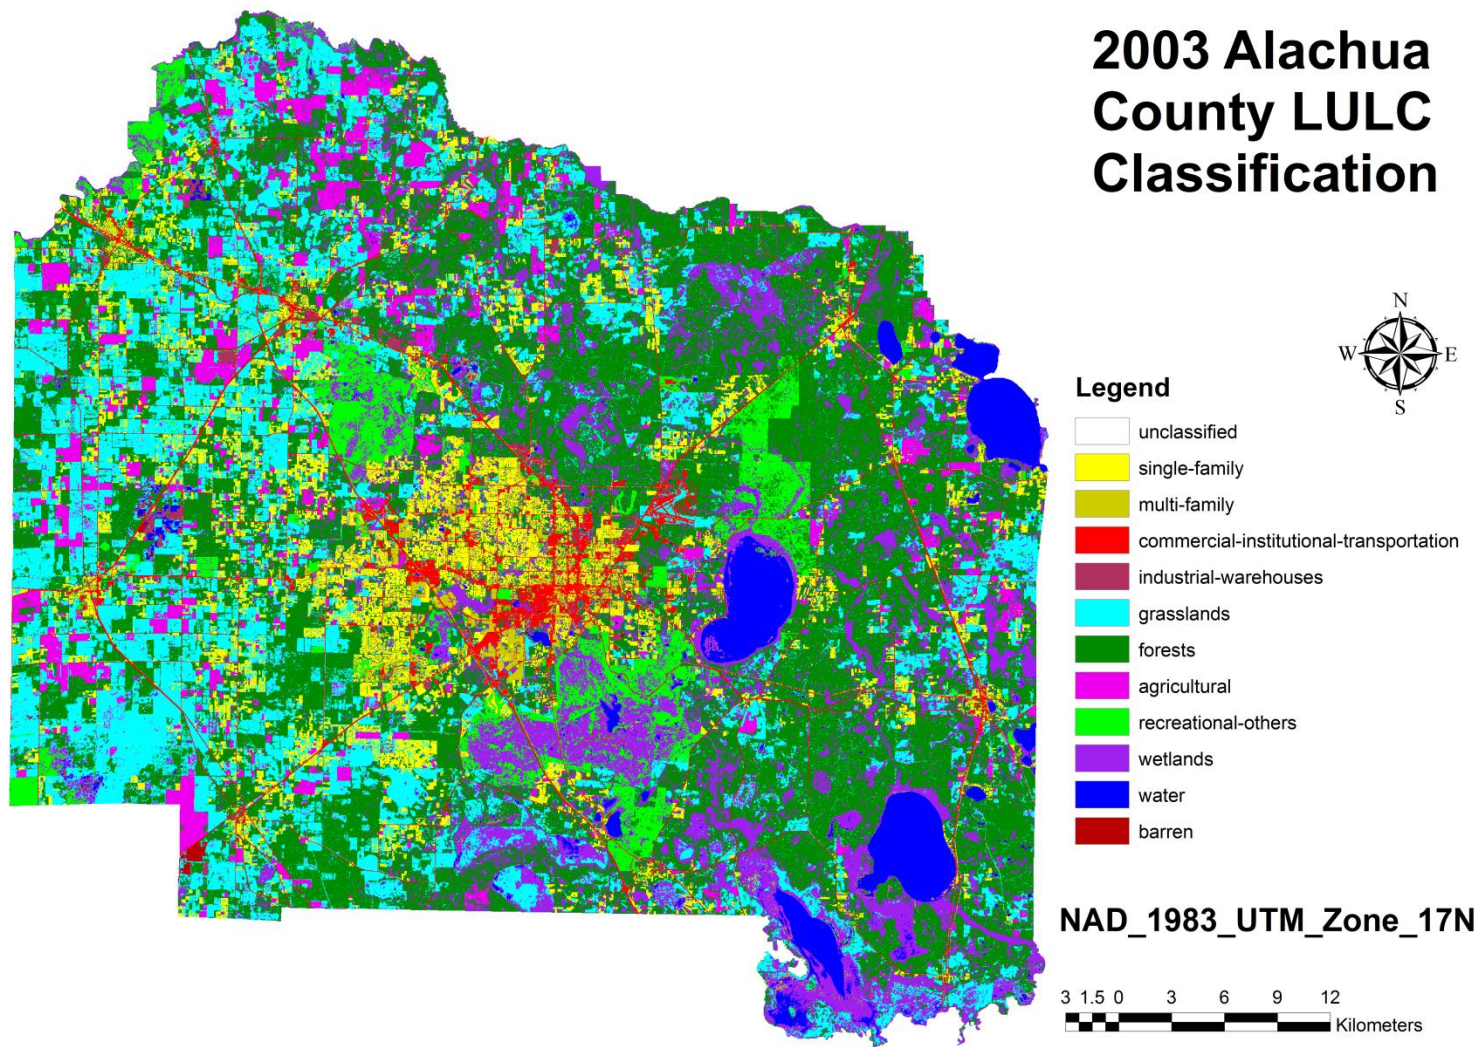 2003 Alachua
County LULC
Classification
N
W E
S
Legend
unclassified
single-family
multi-family
commercial-institutional-transportation
industrial-warehouses
grasslands
forests
agricultural
recreational-others
wetlands
water
barren
NAD_1983_UTM_Zone_17N
3 1.5 0 3 6 9 12
Kilometers